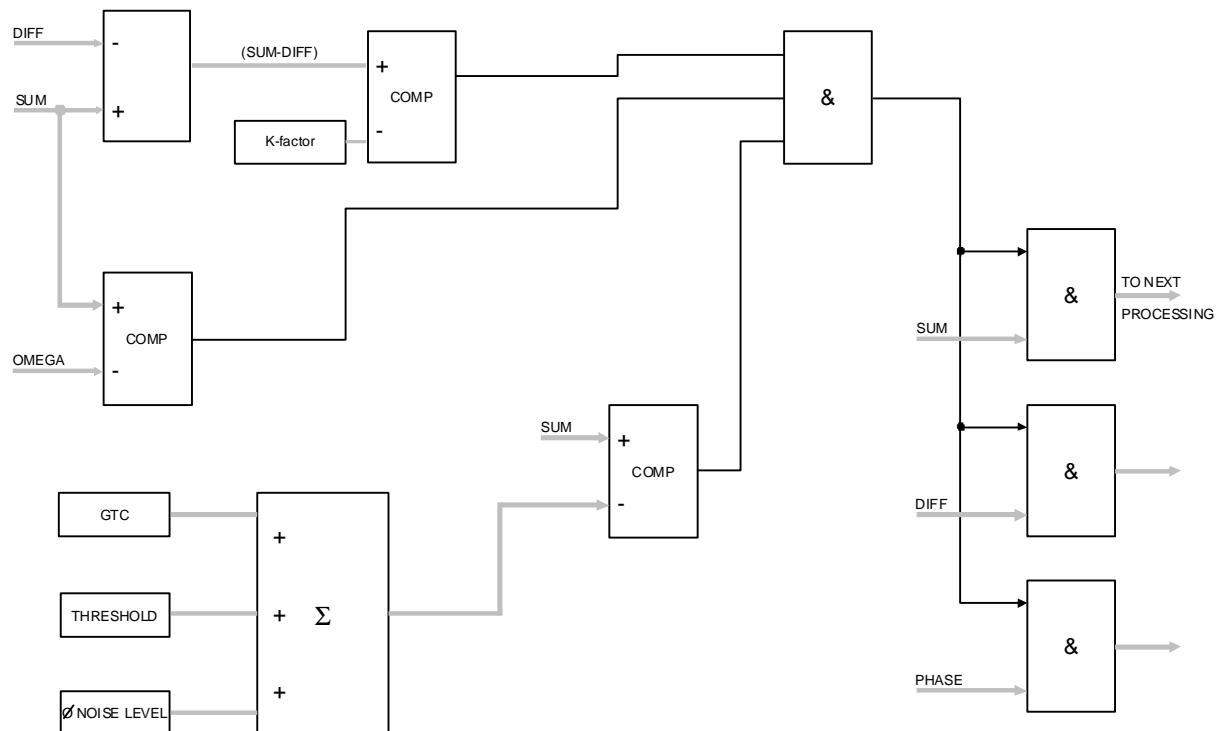 DIFF
-
(SUM-DIFF)
+
COMP
SUM
+
-
K-factor
&
+
COMP
OMEGA
-
&
TO NEXT
PROCESSING
SUM
SUM
+
COMP
-
&
DIFF
GTC
+
THRESHOLD
+
Σ
+
Ø NOISE LEVEL
&
PHASE